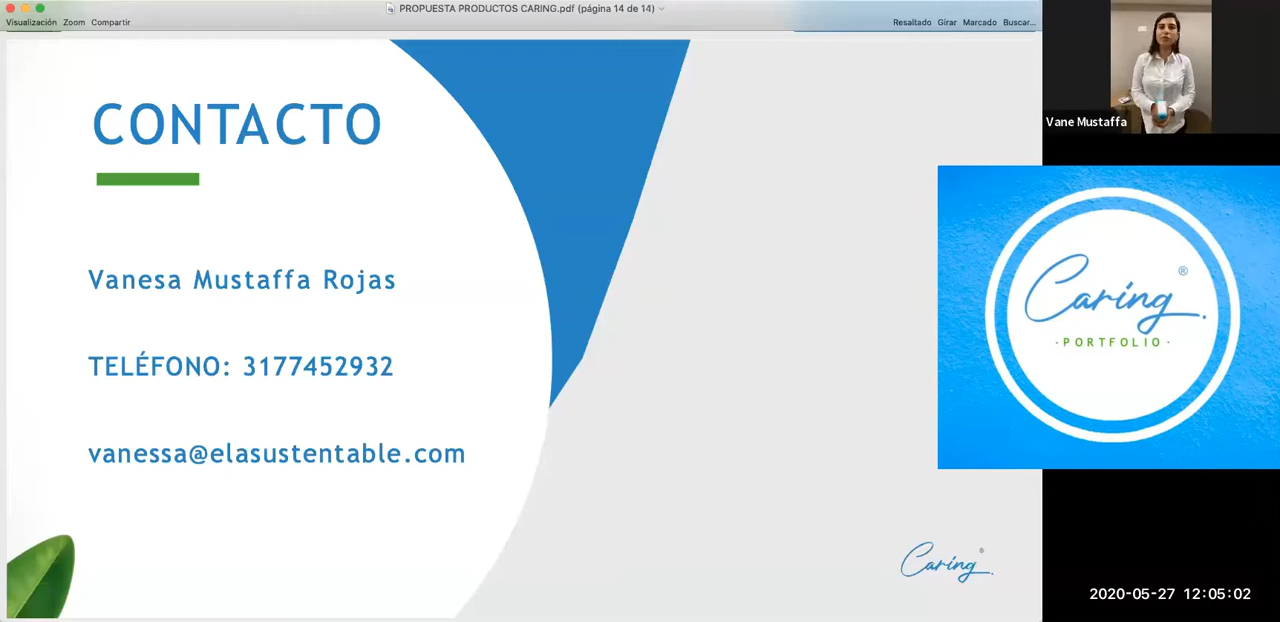 PROPUESTA PRODUCTOS CARING.pdf (página 14 de 14)
Visualización Zoom Compartir
Resaltado Girar Marcado Buscar...
CONTACTO
Vanesa Mustaffa Rojas
TELÉFONO: 3177452932
vanessa@elasustentable.com
Caring ®
Vane Mustaffa
Caring ®
·PORTFOLIO·
2020-05-27 12:05:02